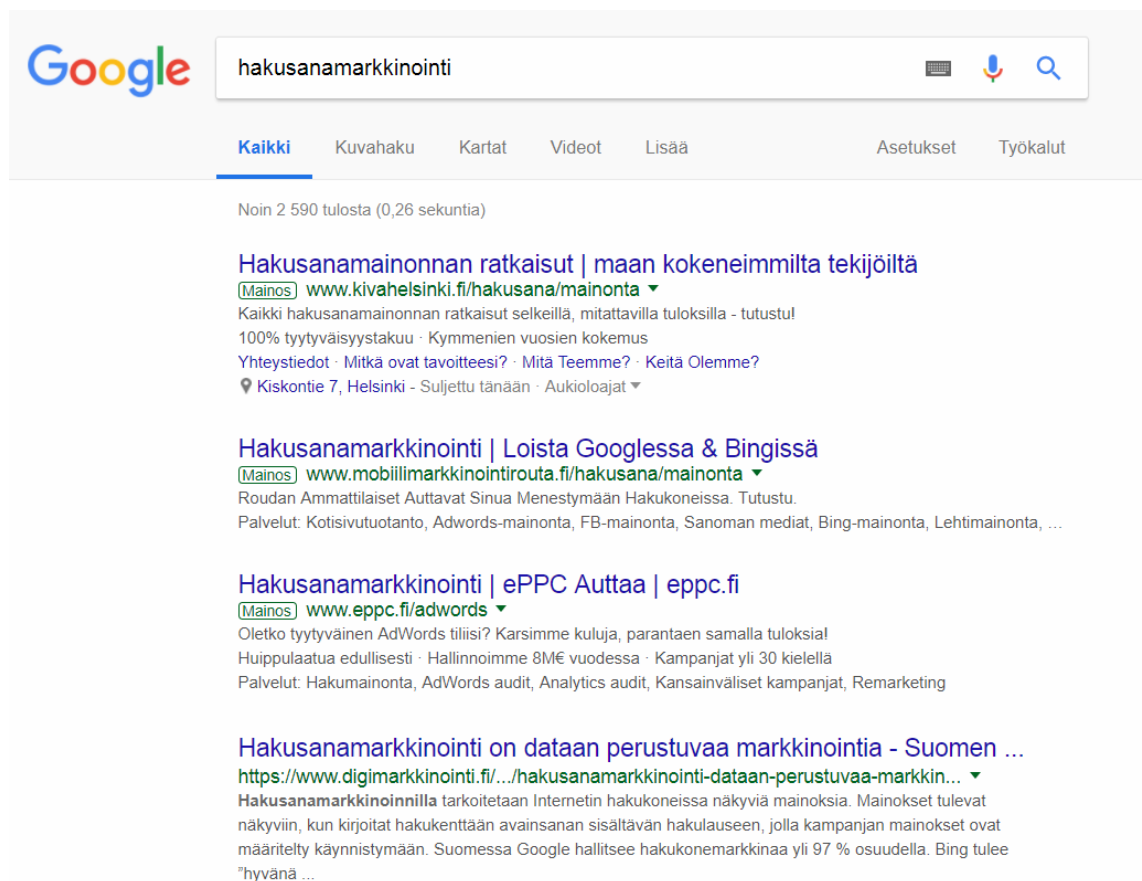 Google
hakusanamarkkinointi
Kaikki Kuvahaku Kartat Videot Lisää Asetukset Työkalut
Noin 2 590 tulosta (0,26 sekuntia)
Hakusanamainonnan ratkaisut | maan kokeneimmilta tekijöiltä
Mainos www.kivahelsinki.fi/hakusana/mainonta
Kaikki hakusanamainonnan ratkaisut selkeillä, mitattavilla tuloksilla - tutustu!
100% tyytyväisyystakuu · Kymmenien vuosien kokemus
Yhteystiedot · Mitkä ovat tavoitteesi? · Mitä Teemme? · Keitä Olemme?
Kiskontie 7, Helsinki - Suljettu tänään · Aukioloajat
Hakusanamarkkinointi | Loista Googlessa & Bingissä
Mainos www.mobiilimarkkinointirouta.fi/hakusana/mainonta
Roudan Ammattilaiset Auttavat Sinua Menestymään Hakukoneissa. Tutustu.
Palvelut: Kotisivutuotanto, Adwords-mainonta, FB-mainonta, Sanoman mediat, Bing-mainonta, Lehtimainonta, ...
Hakusanamarkkinointi | ePPC Auttaa | eppc.fi
Mainos www.eppc.fi/adwords
Oletko tyytyväinen AdWords tiliisi? Karsimme kuluja, parantaen samalla tuloksia!
Huippulaatua edullisesti · Hallinnoimme 8M€ vuodessa · Kampanjat yli 30 kielellä
Palvelut: Hakumainonta, AdWords audit, Analytics audit, Kansainväliset kampanjat, Remarketing
Hakusanamarkkinointi on dataan perustuvaa markkinointia - Suomen ...
https://www.digimarkkinointi.fi/.../hakusanamarkkinointi-dataan-perustuvaa-markkin...
Hakusanamarkkinoinnilla tarkoitetaan Internetin hakukoneissa näkyviä mainoksia. Mainokset tulevat
näkyviin, kun kirjoitat hakukenttään avainsanan sisältävän hakulauseen, jolla kampanjan mainokset ovat
määritelty käynnistymään. Suomessa Google hallitsee hakukonemarkkinaa yli 97 % osuudella. Bing tulee
"hyvänä ...